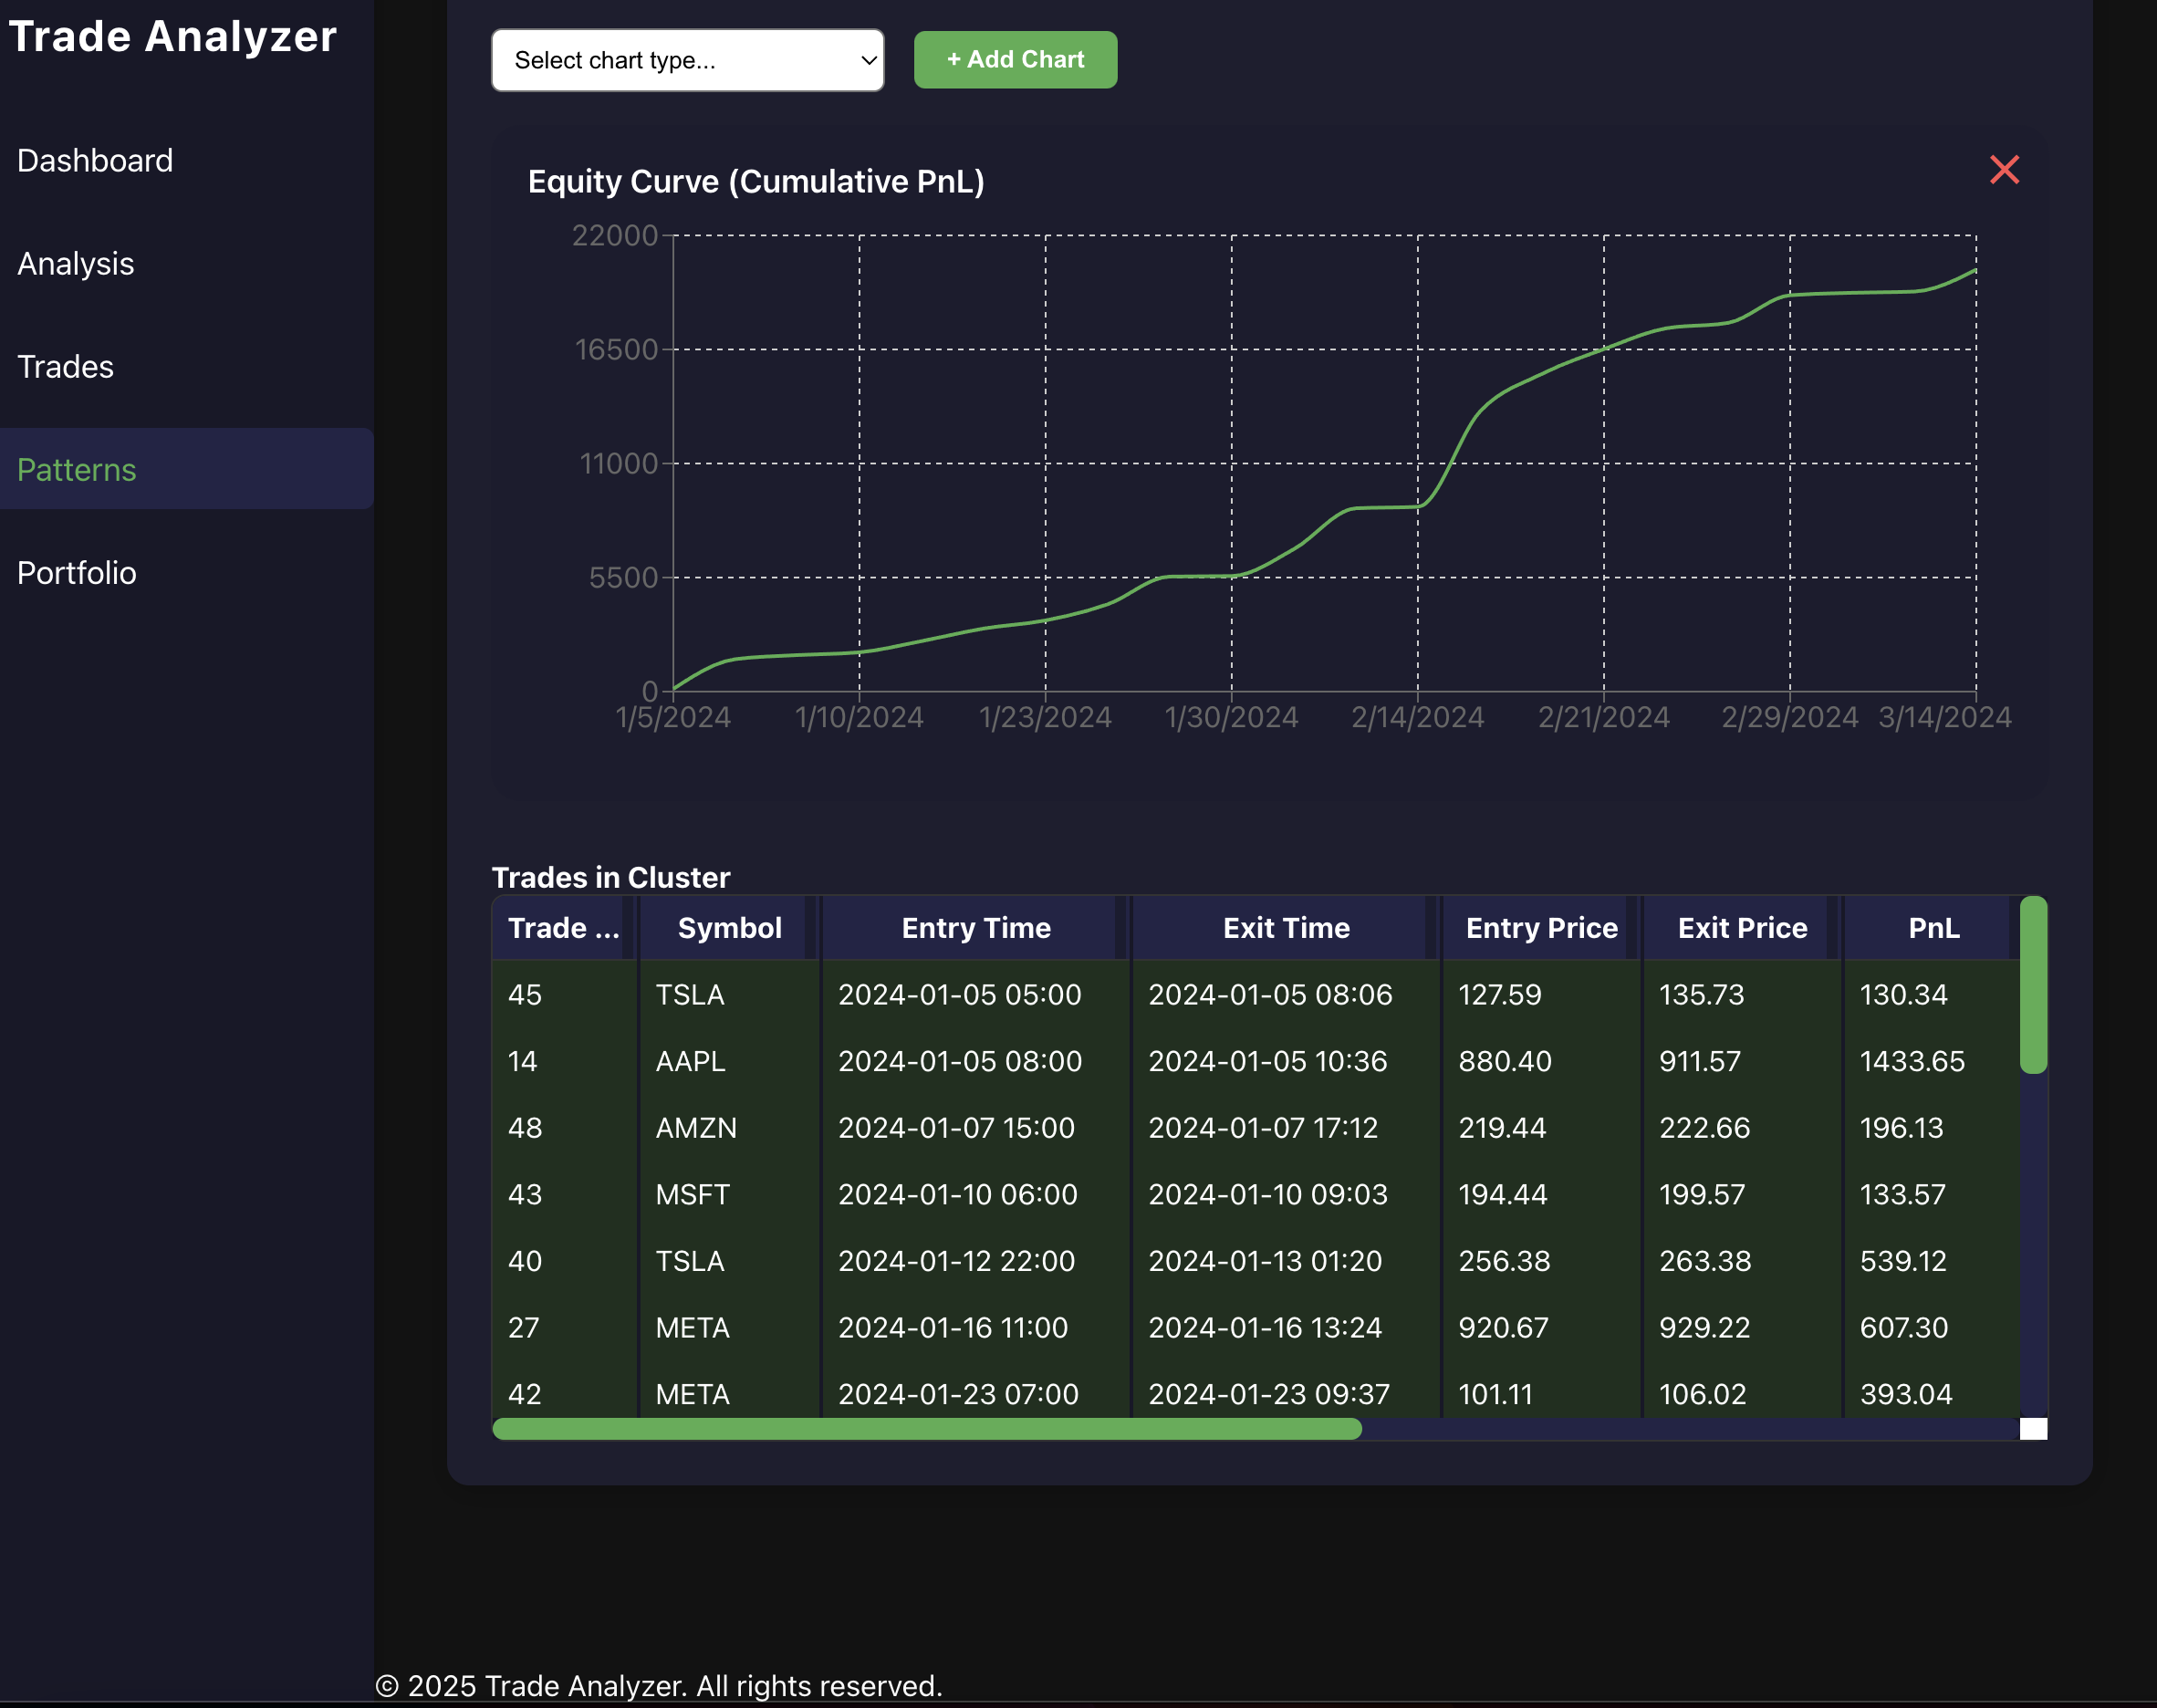 Trade Analyzer
Dashboard
Analysis
Trades
Patterns
Portfolio
Select chart type...
+ Add Chart
Equity Curve (Cumulative PnL)
22000
16500
11000
5500
0
1/5/2024 1/10/2024 1/23/2024 1/30/2024 2/14/2024 2/21/2024 2/29/2024 3/14/2024
Trades in Cluster
Trade ... Symbol Entry Time Exit Time Entry Price Exit Price PnL
45 TSLA 2024-01-05 05:00 2024-01-05 08:06 127.59 135.73 130.34
14 AAPL 2024-01-05 08:00 2024-01-05 10:36 880.40 911.57 1433.65
48 AMZN 2024-01-07 15:00 2024-01-07 17:12 219.44 222.66 196.13
43 MSFT 2024-01-10 06:00 2024-01-10 09:03 194.44 199.57 133.57
40 TSLA 2024-01-12 22:00 2024-01-13 01:20 256.38 263.38 539.12
27 META 2024-01-16 11:00 2024-01-16 13:24 920.67 929.22 607.30
42 META 2024-01-23 07:00 2024-01-23 09:37 101.11 106.02 393.04
© 2025 Trade Analyzer. All rights reserved.